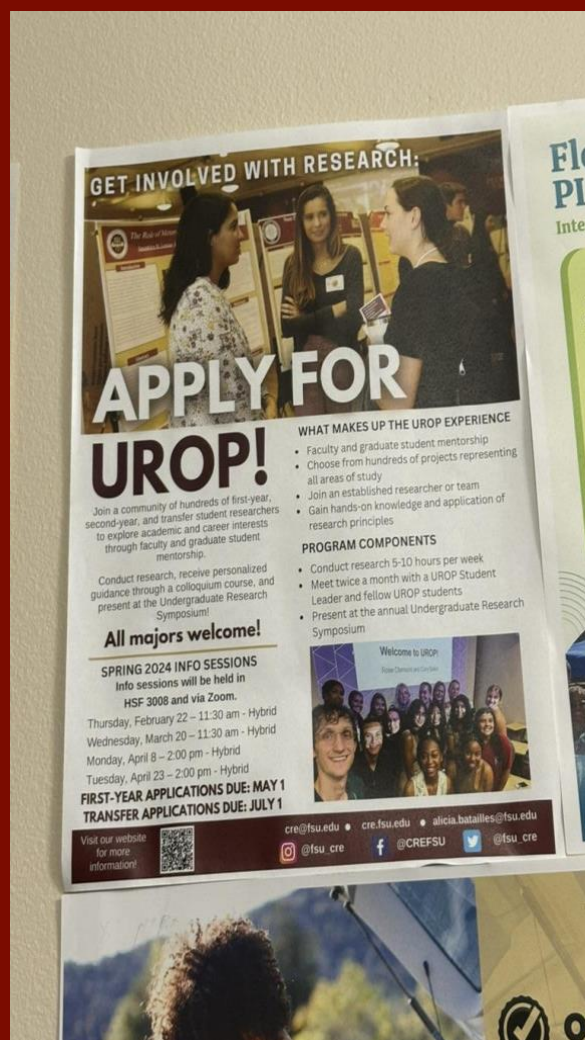 GET INVOLVED WITH RESEARCH:
APPLY FOR
UROP!
Join a community of hundreds of first-year,
second-year, and transfer student researchers
to explore academic and career interests
through faculty and graduate student
mentorship.
Conduct research, receive personalized
guidance through a colloquium course, and
present at the Undergraduate Research
Symposium!
All majors welcome!
SPRING 2024 INFO SESSIONS
Info sessions will be held in
HSF 3008 and via Zoom.
Thursday, February 22 – 11:30 am - Hybrid
Wednesday, March 20 – 11:30 am - Hybrid
Monday, April 8 – 2:00 pm - Hybrid
Tuesday, April 23 – 2:00 pm - Hybrid
FIRST-YEAR APPLICATIONS DUE: MAY 1
TRANSFER APPLICATIONS DUE: JULY 1
WHAT MAKES UP THE UROP EXPERIENCE
• Faculty and graduate student mentorship
• Choose from hundreds of projects representing
all areas of study
• Join an established researcher or team
• Gain hands-on knowledge and application of
research principles
PROGRAM COMPONENTS
• Conduct research 5-10 hours per week
• Meet twice a month with a UROP Student
Leader and fellow UROP students
• Present at the annual Undergraduate Research
Symposium
Welcome to UROP!
Visit our website
for more
information!
cre@fsu.edu • cre.fsu.edu • alicia.batailles@fsu.edu
@fsu_cre @CREFSU @fsu_cre
Inte